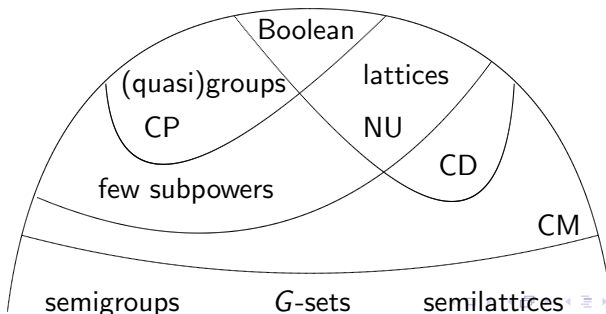 Boolean
(quasi)groups
lattices
CP
NU
CD
few subpowers
CM
semigroups G-sets semilattices